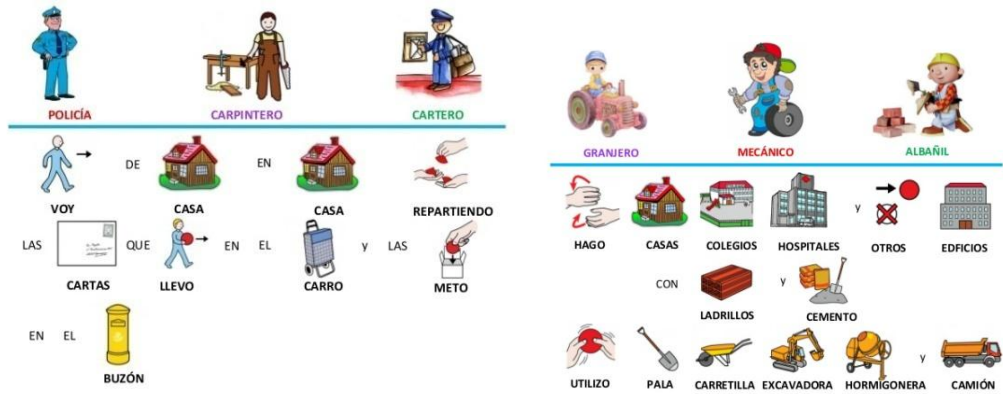 POLICÍA CARPINTERO CARTERO
VOY DE CASA EN CASA REPARTIENDO
LAS CARTAS QUE LLEVO EN EL CARRO y LAS METO
EN EL BUZÓN
GRANJERO MECÁNICO ALBAÑIL
HAGO CASAS COLEGIOS HOSPITALES y OTROS EDFICIOS
CON LADRILLOS y CEMENTO
UTILIZO PALA CARRETILLA EXCAVADORA HORMIGONERA y CAMIÓN